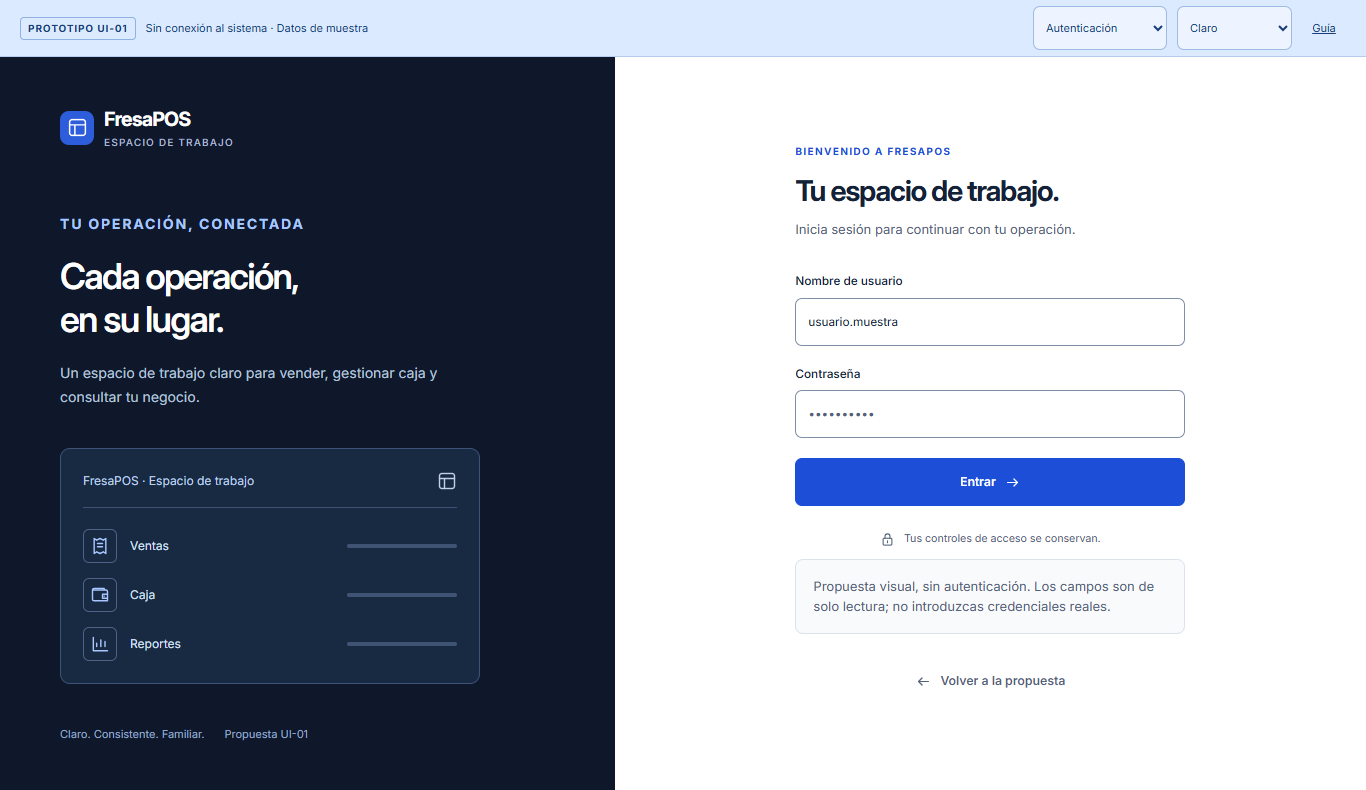 PROTOTIPO UI-01 Sin conexión al sistema · Datos de muestra Autenticación Claro Guía
FresaPOS
ESPACIO DE TRABAJO
TU OPERACIÓN, CONECTADA
Cada operación,
en su lugar.
Un espacio de trabajo claro para vender, gestionar caja y
consultar tu negocio.
FresaPOS · Espacio de trabajo
Ventas
Caja
Reportes
Claro. Consistente. Familiar. Propuesta UI-01
BIENVENIDO A FRESAPOS
Tu espacio de trabajo.
Inicia sesión para continuar con tu operación.
Nombre de usuario
usuario.muestra
Contraseña
••••••••••
Entrar →
Tus controles de acceso se conservan.
Propuesta visual, sin autenticación. Los campos son de
solo lectura; no introduzcas credenciales reales.
← Volver a la propuesta